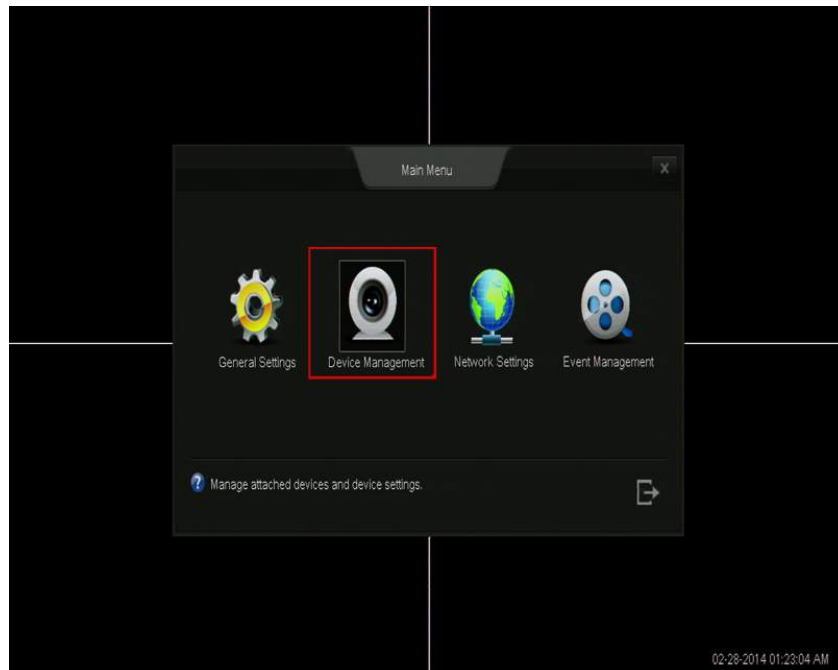 Main Menu
X
General Settings
Device Management
Network Settings
Event Management
? Manage attached devices and device settings.
02-28-2014 01:23:04 AM